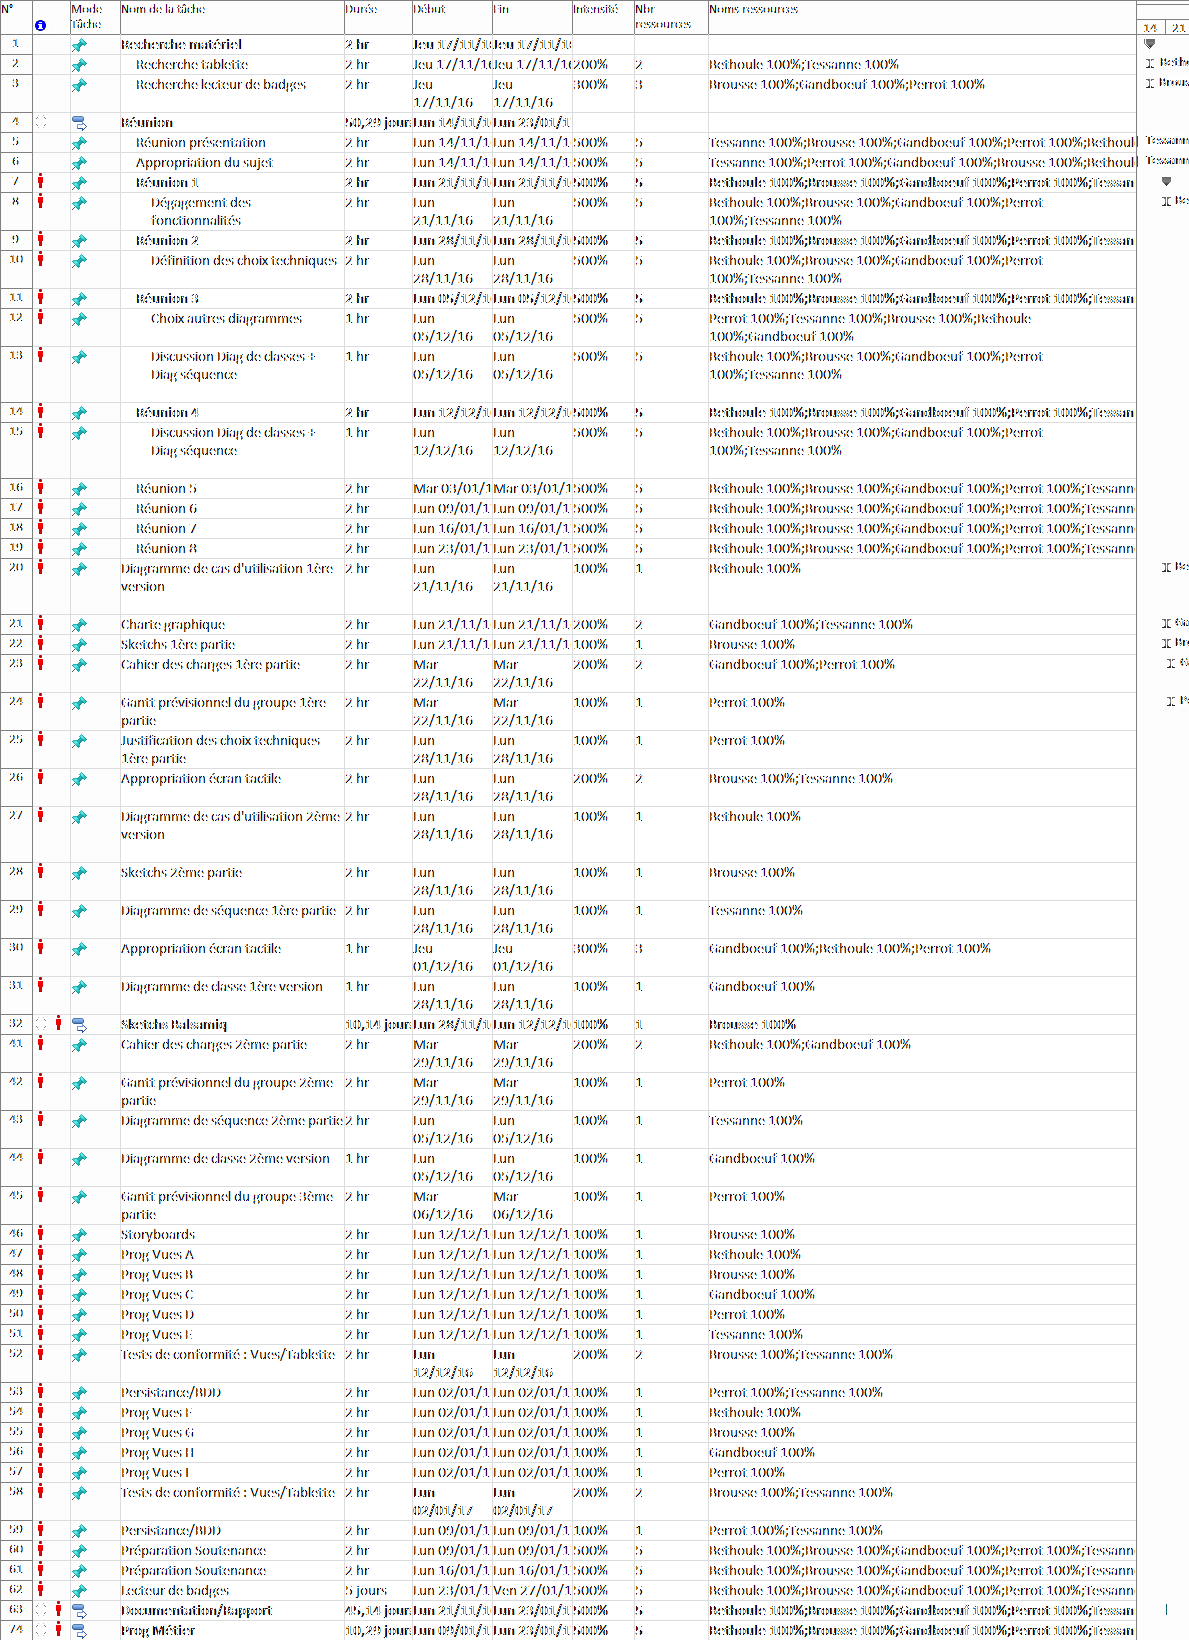 N° Mode Tâche Nom de la tâche Durée Début Fin Intensité Nbr ressources Noms ressources 14 21
1 Recherche matériel 2 hr Jeu 17/11/1 Jeu 17/11/1
2 Recherche tablette 2 hr Jeu 17/11/16 Jeu 17/11/16 200% 2 Bethoule 100%;Tessanne 100%
3 Recherche lecteur de badges 2 hr Jeu 17/11/16 Jeu 17/11/16 300% 3 Brousse 100%;Gandboeuf 100%;Perrot 100%
4 Réunion 50,29 jours Lun 14/11/1 Lun 23/01/1
5 Réunion présentation 2 hr Lun 14/11/1 Lun 14/11/1 500% 5 Tessanne 100%;Brousse 100%;Gandboeuf 100%;Perrot 100%;Bethoul
6 Appropriation du sujet 2 hr Lun 14/11/1 Lun 14/11/1 500% 5 Tessanne 100%;Perrot 100%;Gandboeuf 100%;Brousse 100%;Bethoul
7 Réunion 1 2 hr Lun 21/11/1 Lun 21/11/1 500% 5 Bethoule 100%;Brousse 100%;Gandboeuf 100%;Perrot 100%;Tessan
8 Dégagement des fonctionnalités 2 hr Lun 21/11/16 Lun 21/11/16 500% 5 Bethoule 100%;Brousse 100%;Gandboeuf 100%;Perrot 100%;Tessanne 100%
9 Réunion 2 2 hr Lun 28/11/1 Lun 28/11/1 500% 5 Bethoule 100%;Brousse 100%;Gandboeuf 100%;Perrot 100%;Tessan
10 Définition des choix techniques 2 hr Lun 28/11/16 Lun 28/11/16 500% 5 Bethoule 100%;Brousse 100%;Gandboeuf 100%;Perrot 100%;Tessanne 100%
11 Réunion 3 2 hr Lun 05/12/1 Lun 05/12/1 500% 5 Bethoule 100%;Brousse 100%;Gandboeuf 100%;Perrot 100%;Tessan
12 Choix autres diagrammes 1 hr Lun 05/12/16 Lun 05/12/16 500% 5 Perrot 100%;Tessanne 100%;Brousse 100%;Bethoule 100%;Gandboeuf 100%
13 Discussion Diag de classes + Diag séquence 1 hr Lun 05/12/16 Lun 05/12/16 500% 5 Bethoule 100%;Brousse 100%;Gandboeuf 100%;Perrot 100%;Tessanne 100%
14 Réunion 4 2 hr Lun 12/12/1 Lun 12/12/1 500% 5 Bethoule 100%;Brousse 100%;Gandboeuf 100%;Perrot 100%;Tessan
15 Discussion Diag de classes + Diag séquence 1 hr Lun 12/12/16 Lun 12/12/16 500% 5 Bethoule 100%;Brousse 100%;Gandboeuf 100%;Perrot 100%;Tessanne 100%
16 Réunion 5 2 hr Mar 03/01/1 Mar 03/01/1 500% 5 Bethoule 100%;Brousse 100%;Gandboeuf 100%;Perrot 100%;Tessann
17 Réunion 6 2 hr Lun 09/01/1 Lun 09/01/1 500% 5 Bethoule 100%;Brousse 100%;Gandboeuf 100%;Perrot 100%;Tessann
18 Réunion 7 2 hr Lun 16/01/1 Lun 16/01/1 500% 5 Bethoule 100%;Brousse 100%;Gandboeuf 100%;Perrot 100%;Tessann
19 Réunion 8 2 hr Lun 23/01/1 Lun 23/01/1 500% 5 Bethoule 100%;Brousse 100%;Gandboeuf 100%;Perrot 100%;Tessann
20 Diagramme de cas d'utilisation 1ère version 2 hr Lun 21/11/16 Lun 21/11/16 100% 1 Bethoule 100%
21 Charte graphique 2 hr Lun 21/11/1 Lun 21/11/1 200% 2 Gandboeuf 100%;Tessanne 100%
22 Sketchs 1ère partie 2 hr Lun 21/11/1 Lun 21/11/1 100% 1 Brousse 100%
23 Cahier des charges 1ère partie 2 hr Mar 22/11/16 Mar 22/11/16 200% 2 Gandboeuf 100%;Perrot 100%
24 Gantt prévisionnel du groupe 1ère partie 2 hr Mar 22/11/16 Mar 22/11/16 100% 1 Perrot 100%
25 Justification des choix techniques 1ère partie 2 hr Lun 28/11/16 Lun 28/11/16 100% 1 Perrot 100%
26 Appropriation écran tactile 2 hr Lun 28/11/16 Lun 28/11/16 200% 2 Brousse 100%;Tessanne 100%
27 Diagramme de cas d'utilisation 2ème version 2 hr Lun 28/11/16 Lun 28/11/16 100% 1 Bethoule 100%
28 Sketchs 2ème partie 2 hr Lun 28/11/16 Lun 28/11/16 100% 1 Brousse 100%
29 Diagramme de séquence 1ère partie 2 hr Lun 28/11/16 Lun 28/11/16 100% 1 Tessanne 100%
30 Appropriation écran tactile 1 hr Jeu 01/12/16 Jeu 01/12/16 300% 3 Gandboeuf 100%;Bethoule 100%;Perrot 100%
31 Diagramme de classe 1ère version 1 hr Lun 28/11/16 Lun 28/11/16 100% 1 Gandboeuf 100%
32 Sketchs Balsamiq 10,14 jours Lun 28/11/1 Lun 12/12/1 100% 1 Brousse 100%
41 Cahier des charges 2ème partie 2 hr Mar 29/11/16 Mar 29/11/16 200% 2 Bethoule 100%;Gandboeuf 100%
42 Gantt prévisionnel du groupe 2ème partie 2 hr Mar 29/11/16 Mar 29/11/16 100% 1 Perrot 100%
43 Diagramme de séquence 2ème partie 2 hr Lun 05/12/16 Lun 05/12/16 100% 1 Tessanne 100%
44 Diagramme de classe 2ème version 1 hr Lun 05/12/16 Lun 05/12/16 100% 1 Gandboeuf 100%
45 Gantt prévisionnel du groupe 3ème partie 2 hr Mar 06/12/16 Mar 06/12/16 100% 1 Perrot 100%
46 Storyboards 2 hr Lun 12/12/1 Lun 12/12/1 100% 1 Brousse 100%
47 Prog Vues A 2 hr Lun 12/12/1 Lun 12/12/1 100% 1 Bethoule 100%
48 Prog Vues B 2 hr Lun 12/12/1 Lun 12/12/1 100% 1 Brousse 100%
49 Prog Vues C 2 hr Lun 12/12/1 Lun 12/12/1 100% 1 Gandboeuf 100%
50 Prog Vues D 2 hr Lun 12/12/1 Lun 12/12/1 100% 1 Perrot 100%
51 Prog Vues E 2 hr Lun 12/12/1 Lun 12/12/1 100% 1 Tessanne 100%
52 Tests de conformité : Vues/Tablette 2 hr Lun 12/12/16 Lun 12/12/16 200% 2 Brousse 100%;Tessanne 100%
53 Persistance/BDD 2 hr Lun 02/01/1 Lun 02/01/1 100% 1 Perrot 100%;Tessanne 100%
54 Prog Vues F 2 hr Lun 02/01/1 Lun 02/01/1 100% 1 Bethoule 100%
55 Prog Vues G 2 hr Lun 02/01/1 Lun 02/01/1 100% 1 Brousse 100%
56 Prog Vues H 2 hr Lun 02/01/1 Lun 02/01/1 100% 1 Gandboeuf 100%
57 Prog Vues I 2 hr Lun 02/01/1 Lun 02/01/1 100% 1 Perrot 100%
58 Tests de conformité : Vues/Tablette 2 hr Lun 02/01/17 Lun 02/01/17 200% 2 Brousse 100%;Tessanne 100%
59 Persistance/BDD 2 hr Lun 09/01/1 Lun 09/01/1 100% 1 Perrot 100%;Tessanne 100%
60 Préparation Soutenance 2 hr Lun 09/01/1 Lun 09/01/1 500% 5 Bethoule 100%;Brousse 100%;Gandboeuf 100%;Perrot 100%;Tessann
61 Préparation Soutenance 2 hr Lun 16/01/1 Lun 16/01/1 500% 5 Bethoule 100%;Brousse 100%;Gandboeuf 100%;Perrot 100%;Tessann
62 Lecteur de badges 5 jours Lun 23/01/1 Ven 27/01/1 500% 5 Bethoule 100%;Brousse 100%;Gandboeuf 100%;Perrot 100%;Tessann
63 Documentation/Rapport 45,14 jours Lun 21/11/1 Lun 23/01/1 500% 5 Bethoule 100%;Brousse 100%;Gandboeuf 100%;Perrot 100%;Tessan
74 Prog Métier 10,29 jours Lun 09/01/1 Lun 23/01/1 500% 5 Bethoule 100%;Brousse 100%;Gandboeuf 100%;Perrot 100%;Tessan